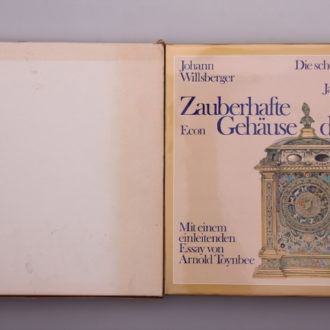 Johann Die sch
Willsberger Ja
Zauberhafte
Econ Gehäuse d
Mit einem
einleitenden
Essay von
Arnold Toynbee